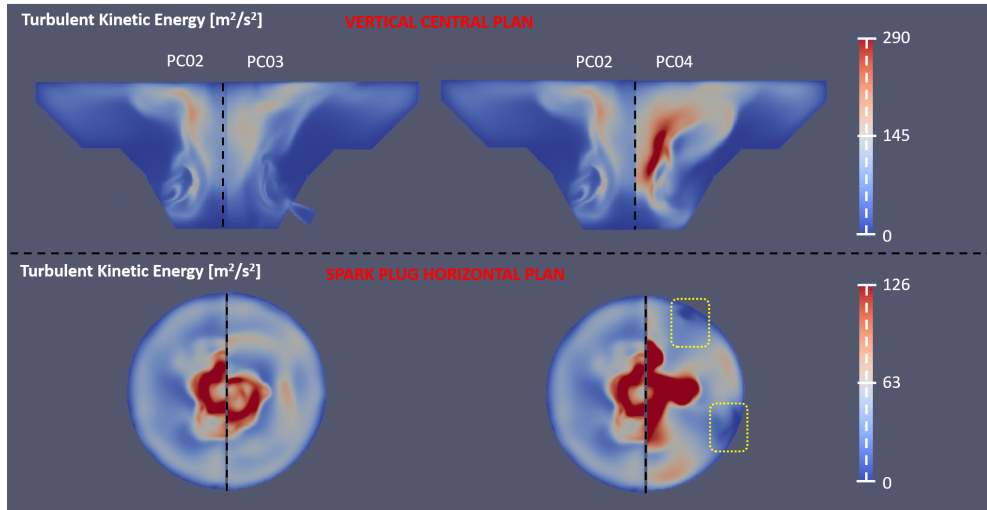 Turbulent Kinetic Energy [m²/s²]
VERTICAL CENTRAL PLAN
PC02 PC03
PC02 PC04
290
145
0
Turbulent Kinetic Energy [m²/s²]
SPARK PLUG HORIZONTAL PLAN
126
63
0